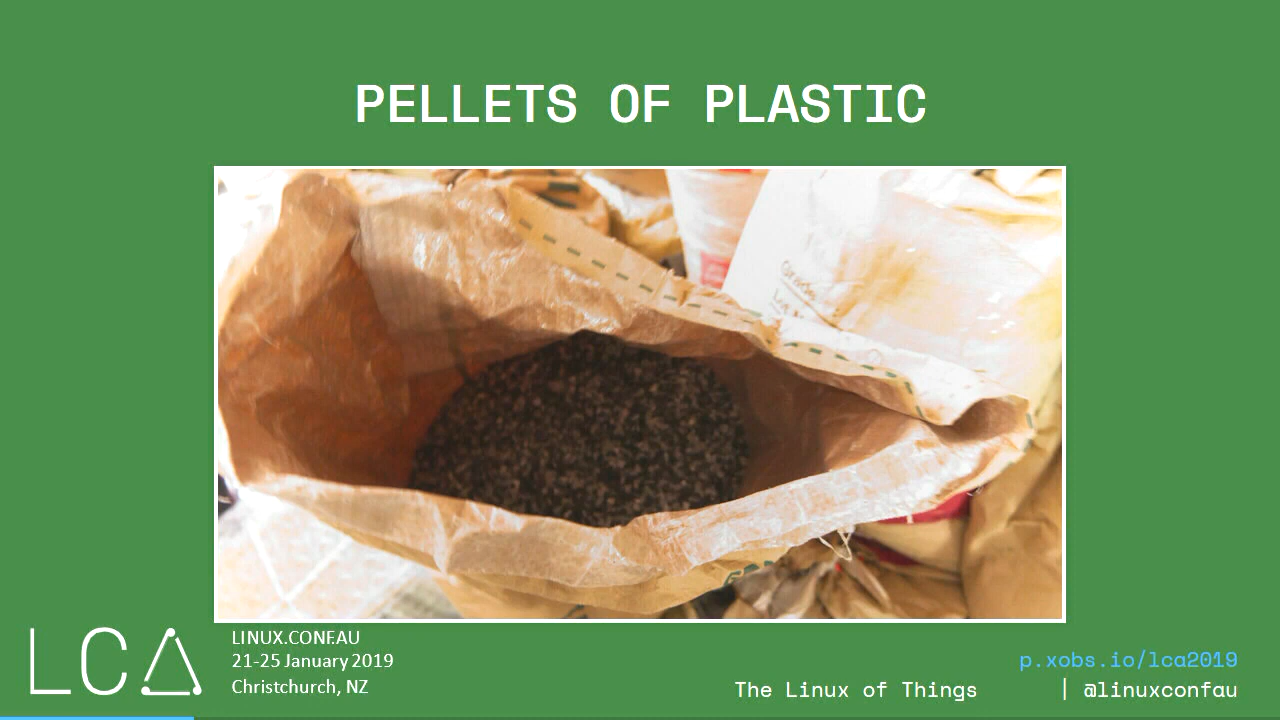 PELLETS OF PLASTIC
LCA
LINUX.CONF.AU
21-25 January 2019
Christchurch, NZ
p.xobs.io/lca2019
The Linux of Things | @linuxconfau